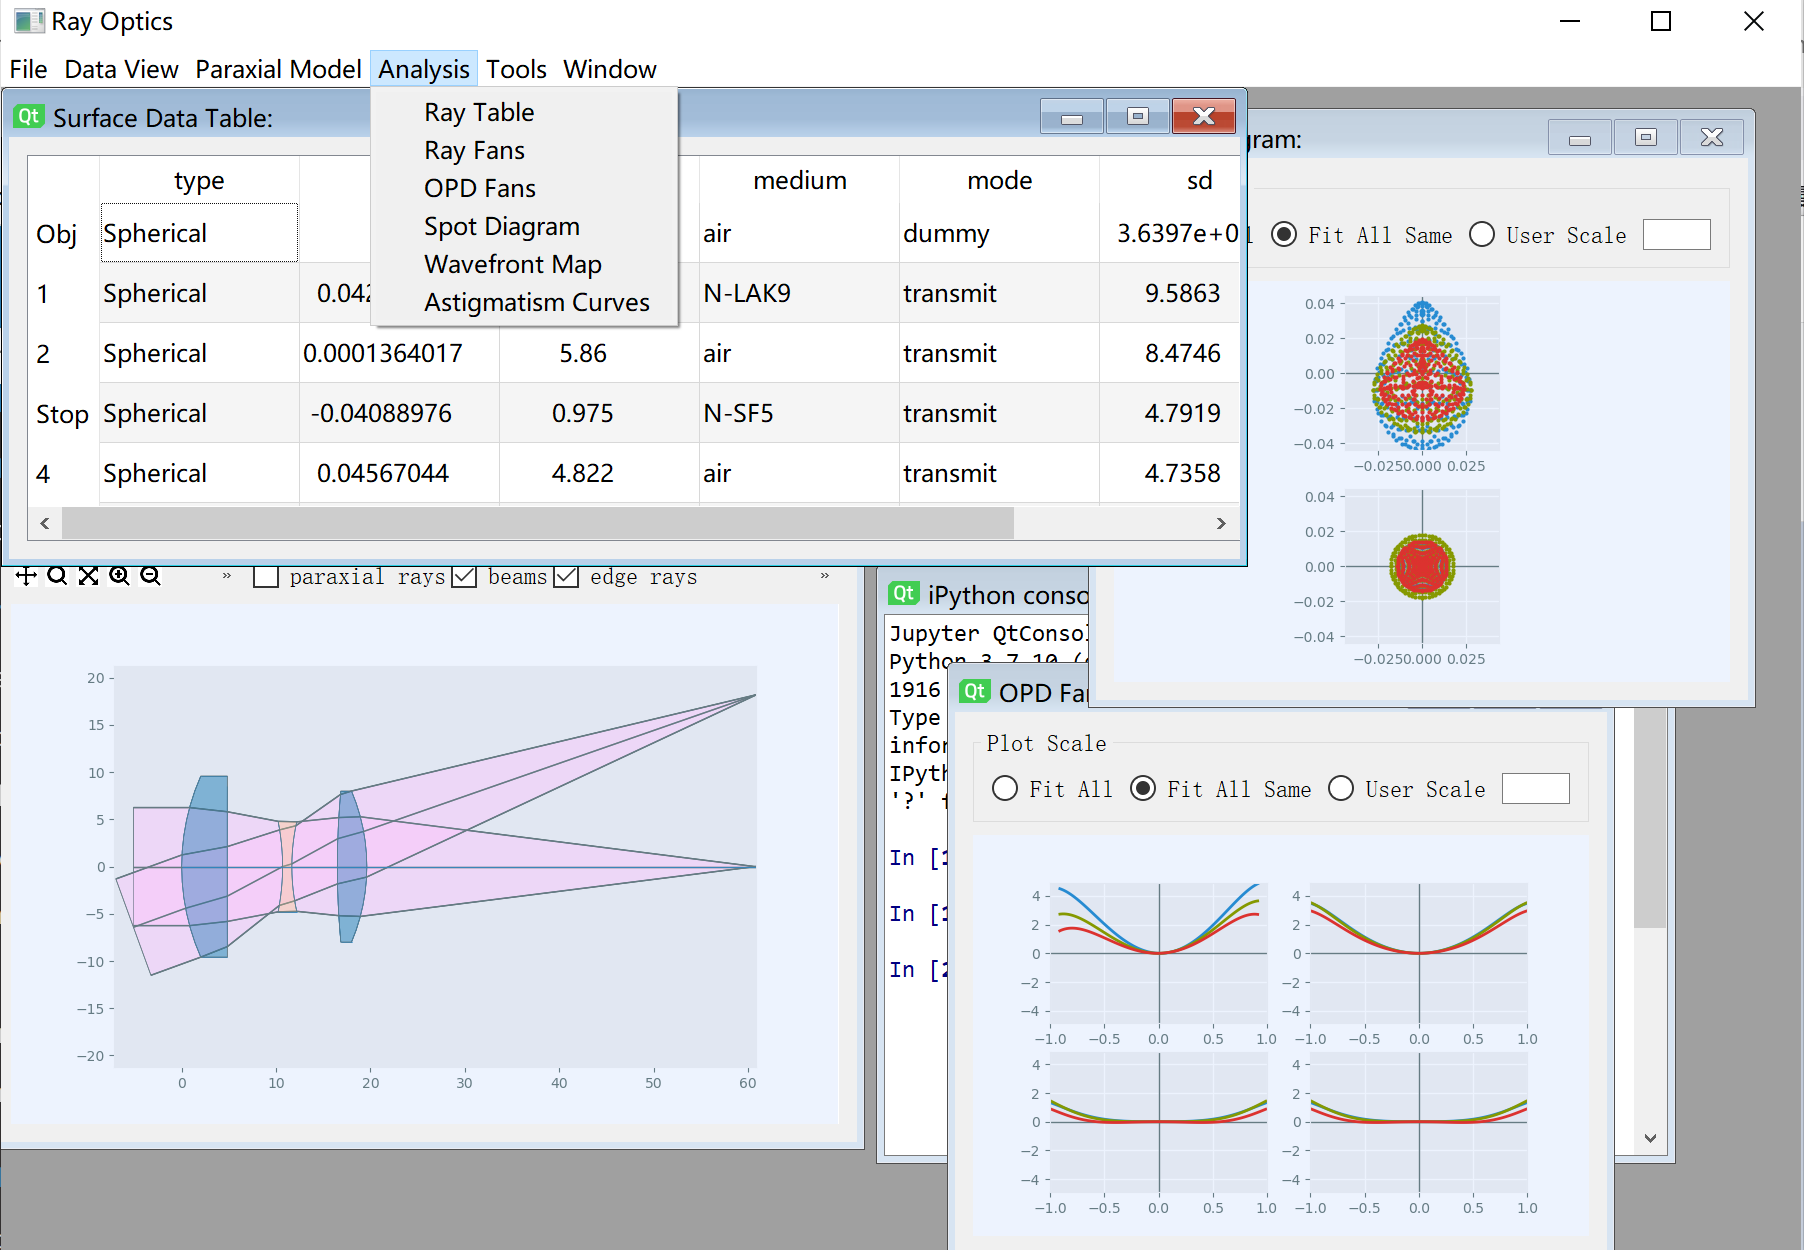 Ray Optics
File Data View Paraxial Model Analysis Tools Window
Ray Table
Ray Fans
OPD Fans
Spot Diagram
Wavefront Map
Astigmatism Curves
Qt Surface Data Table:
type medium mode sd
Obj Spherical air dummy 3.6397e+01
1 Spherical 0.042 N-LAK9 transmit 9.5863
2 Spherical 0.0001364017 5.86 air transmit 8.4746
Stop Spherical -0.04088976 0.975 N-SF5 transmit 4.7919
4 Spherical 0.04567044 4.822 air transmit 4.7358
gram:
Fit All Same User Scale
0.04
0.02
0.00
−0.02
−0.04
−0.025 0.000 0.025
0.04
0.02
0.00
−0.02
−0.04
−0.025 0.000 0.025
» paraxial rays beams edge rays »
20
15
10
5
0
−5
−10
−15
−20
0 10 20 30 40 50 60
Qt iPython conso
Jupyter QtConsol
Python 3.7.10 (
1916
Type
infor
IPyth
'?'
In [1
In [1
In [2
Qt OPD Fa
Plot Scale
Fit All Fit All Same User Scale
4 4
2 2
0 0
−2 −2
−4 −4
−1.0 −0.5 0.0 0.5 1.0 −1.0 −0.5 0.0 0.5 1.0
4 4
2 2
0 0
−2 −2
−4 −4
−1.0 −0.5 0.0 0.5 1.0 −1.0 −0.5 0.0 0.5 1.0